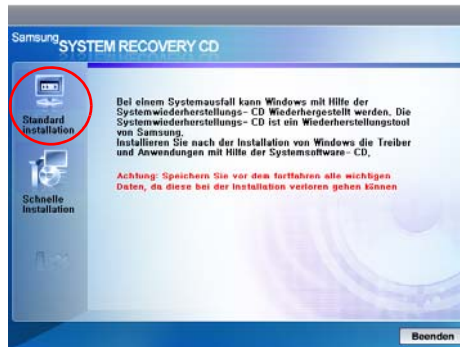 Samsung SYSTEM RECOVERY CD
Standard
Installation
Schnelle
Installation
Bei einem Systemausfall kann Windows mit Hilfe der
Systemwiederherstellungs- CD Wiederhergestellt werden. Die
Systemwiederherstellungs- CD ist ein Wiederherstellungstool
von Samsung.
Installieren Sie nach der Installation von Windows die Treiber
und Anwendungen mit Hilfe der Systemsoftware- CD.
Achtung: Speichern Sie vor dem fortfahren alle wichtigen
Daten, da diese bei der Installation verloren gehen können
Beenden